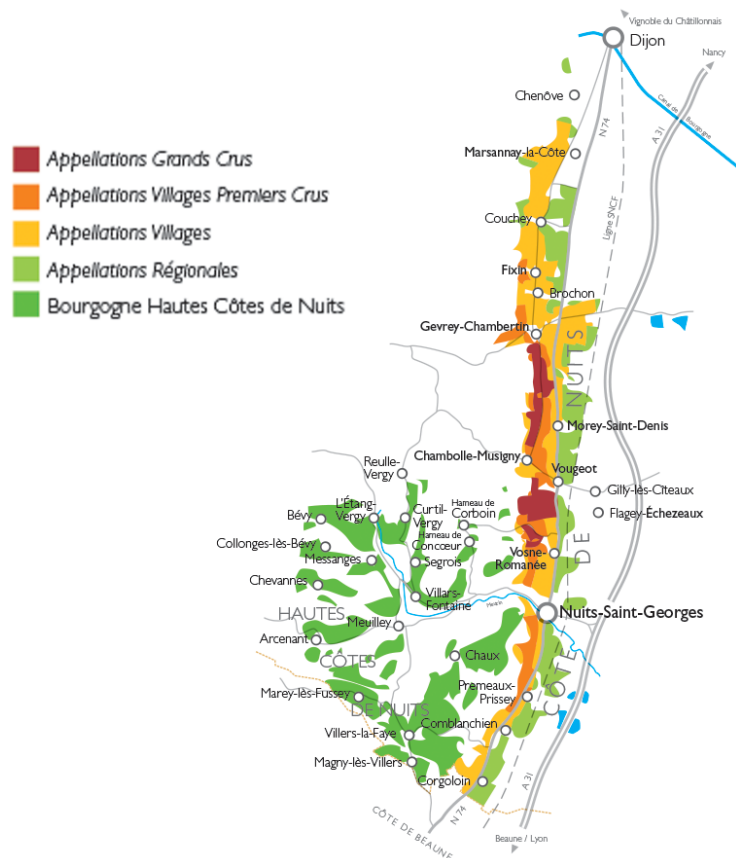 Vignoble du Châtillonnais
Dijon
Nancy
Canal de Bourgogne
Chenôve
N 74
A 31
Appellations Grands Crus
Appellations Villages Premiers Crus
Appellations Villages
Appellations Régionales
Bourgogne Hautes Côtes de Nuits
Marsannay-la-Côte
Couchey
Ligne SNCF
Fixin
Brochon
Gevrey-Chambertin
CÔTE DE NUITS
Morey-Saint-Denis
Chambolle-Musigny
Vougeot
Reulle-
Vergy
Gilly-lès-Cîteaux
Flagey-Échezeaux
L'Étang-
Vergy
Bévy
Curtil-
Vergy
Hameau de
Corboin
Hameau de
Concœur
Collonges-lès-Bévy
Messanges
Segrois
Vosne-
Romanée
Chevannes
Villars-
Fontaine
Nuits-Saint-Georges
HAUTES
CÔTES
DE NUITS
Meuilley
Arcenant
Chaux
Marey-lès-Fussey
Premeaux-
Prissey
Villers-la-Faye
Comblanchien
Magny-lès-Villers
Corgoloin
N 74
A 31
CÔTE DE BEAUNE
Beaune / Lyon